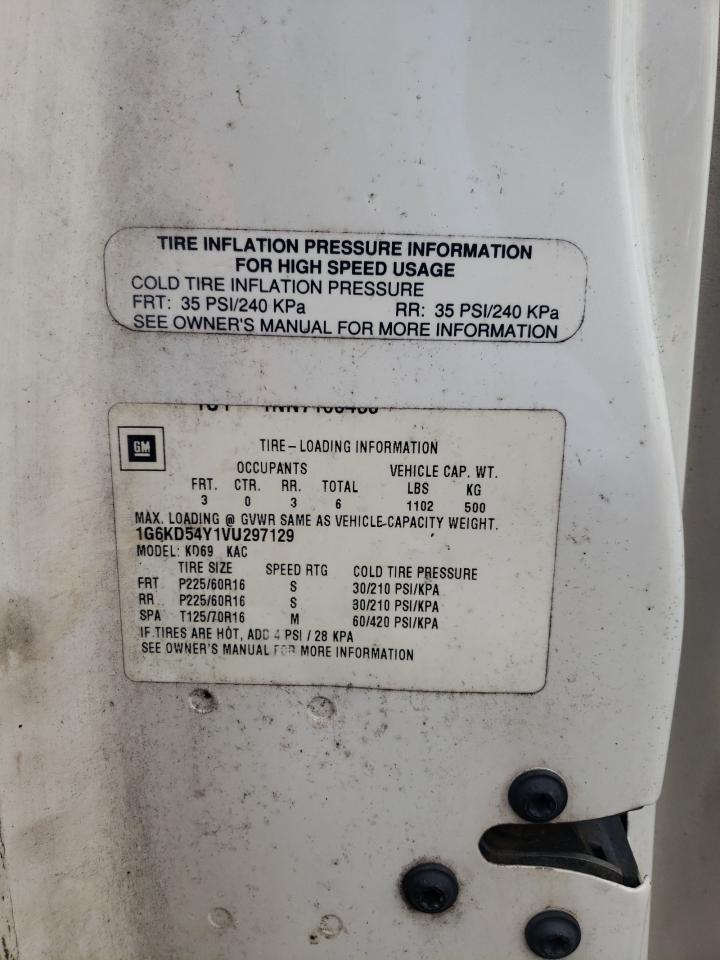 TIRE INFLATION PRESSURE INFORMATION
FOR HIGH SPEED USAGE
COLD TIRE INFLATION PRESSURE
FRT: 35 PSI/240 KPa RR: 35 PSI/240 KPa
SEE OWNER'S MANUAL FOR MORE INFORMATION
GM
TIRE-LOADING INFORMATION
OCCUPANTS VEHICLE CAP. WT.
FRT. CTR. RR. TOTAL LBS KG
3 0 3 6 1102 500
MAX. LOADING @ GVWR SAME AS VEHICLE CAPACITY WEIGHT.
1G6KD54Y1VU297129
MODEL: KD69 KAC
TIRE SIZE SPEED RTG COLD TIRE PRESSURE
FRT P225/60R16 S 30/210 PSI/KPA
RR P225/60R16 S 30/210 PSI/KPA
SPA T125/70R16 M 60/420 PSI/KPA
IF TIRES ARE HOT, ADD 4 PSI / 28 KPA
SEE OWNER'S MANUAL FOR MORE INFORMATION